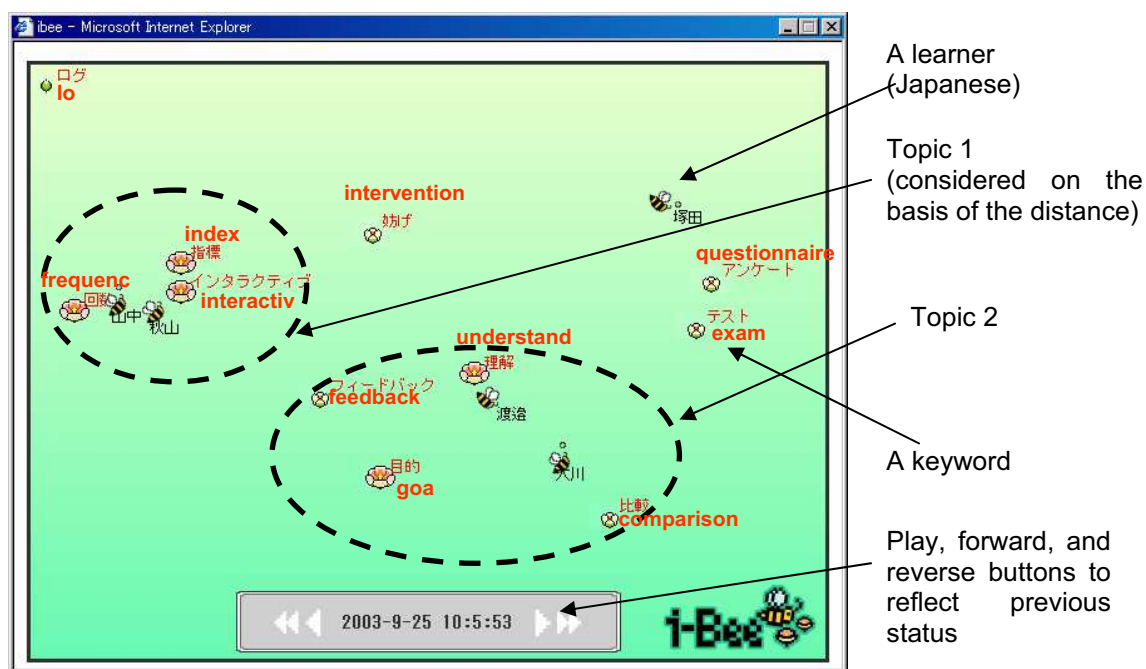 ibee - Microsoft Internet Explorer
ログ
lo
A learner
(Japanese)
Topic 1
(considered on the
basis of the distance)
intervention
妨げ
塚田
index
指標
questionnaire
アンケート
frequenc
回数
インタラクティブ
interactiv
山中
秋山
テスト
exam
Topic 2
understand
理解
フィードバック
feedback
渡邉
大川
目的
goa
A keyword
比較
comparison
Play, forward, and
reverse buttons to
reflect previous
status
2003-9-25 10:5:53
i-Bee